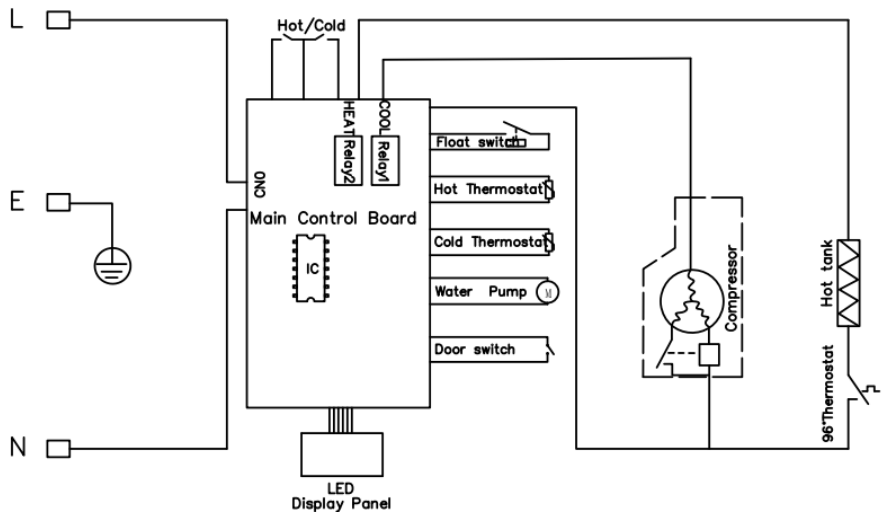 L
Hot/Cold
HEAT
COOL
Relay2
Relay1
Float switch
E
CN0
Hot Thermostat
Main Control Board
Cold Thermostat
IC
Water Pump
M
Compressor
Hot tank
Door switch
96°Thermostat
N
LED
Display Panel